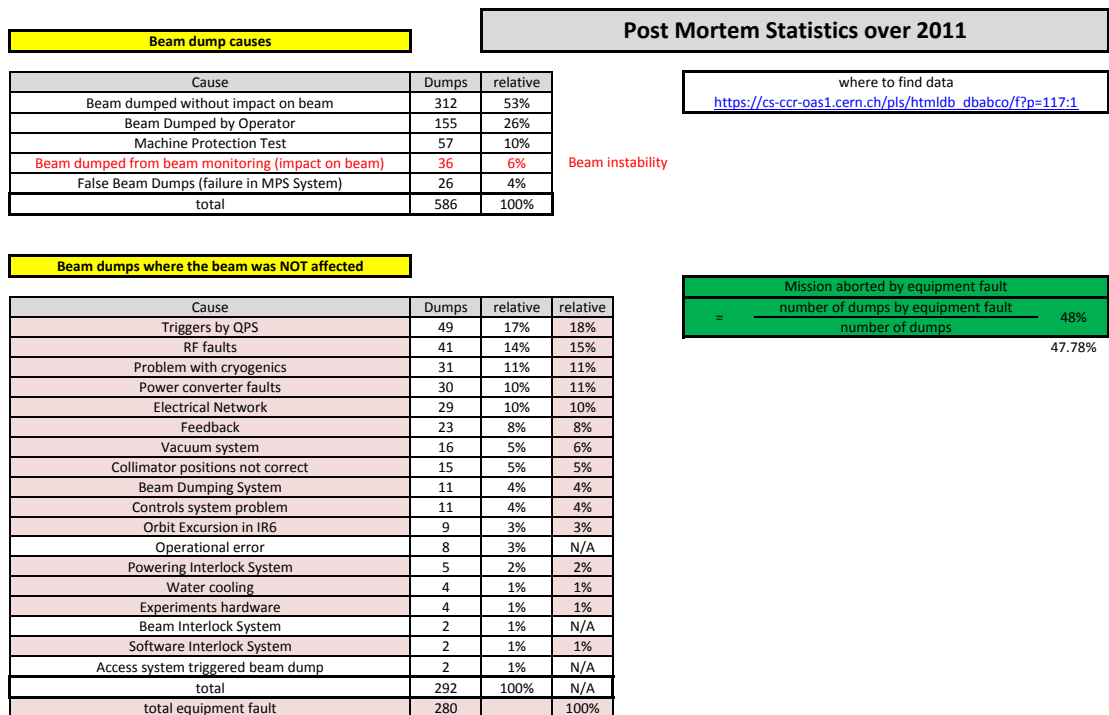 Post Mortem Statistics over 2011
Beam dump causes
Cause Dumps relative
Beam dumped without impact on beam 312 53%
Beam Dumped by Operator 155 26%
Machine Protection Test 57 10%
Beam dumped from beam monitoring (impact on beam) 36 6% Beam instability
False Beam Dumps (failure in MPS System) 26 4%
total 586 100%
where to find data
https://cs-ccr-oas1.cern.ch/pls/htmldb_dbabco/f?p=117:1
Beam dumps where the beam was NOT affected
Cause Dumps relative relative
Triggers by QPS 49 17% 18%
RF faults 41 14% 15%
Problem with cryogenics 31 11% 11%
Power converter faults 30 10% 11%
Electrical Network 29 10% 10%
Feedback 23 8% 8%
Vacuum system 16 5% 6%
Collimator positions not correct 15 5% 5%
Beam Dumping System 11 4% 4%
Controls system problem 11 4% 4%
Orbit Excursion in IR6 9 3% 3%
Operational error 8 3% N/A
Powering Interlock System 5 2% 2%
Water cooling 4 1% 1%
Experiments hardware 4 1% 1%
Beam Interlock System 2 1% N/A
Software Interlock System 2 1% 1%
Access system triggered beam dump 2 1% N/A
total 292 100% N/A
total equipment fault 280 100%
Mission aborted by equipment fault
number of dumps by equipment fault
= 48%
number of dumps
47.78%